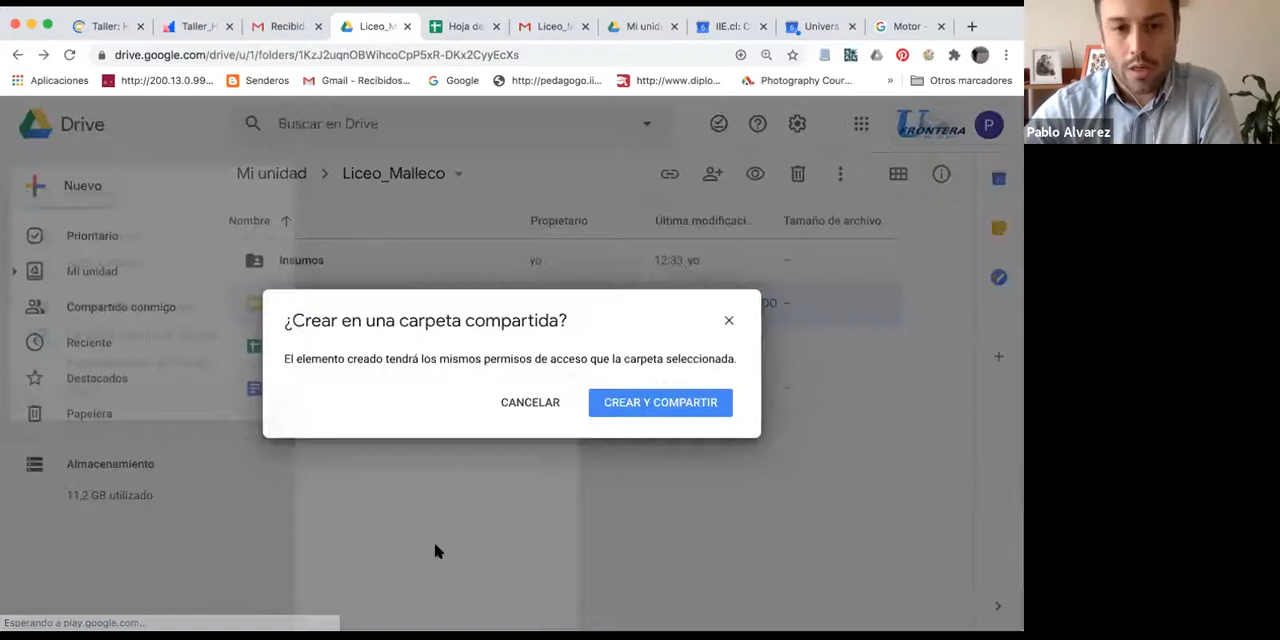 Taller: H
Taller_H
Recibid
Liceo_M
Hoja de
Liceo_M
Mi unid
IIE.cl: C
Univers
Motor -
drive.google.com/drive/u/1/folders/1KzJ2uqnOBWihcoCpP5xR-DKx2CyyEcXs
Aplicaciones
http://200.13.0.99...
Senderos
Gmail - Recibidos...
Google
http://pedagogo.ii...
http://www.diplo...
Photography Cour...
»
Otros marcadores
Pablo Alvarez
Drive
Buscar en Drive
FRONTERA
P
Nuevo
Mi unidad > Liceo_Malleco
Nombre
Propietario
Última modificaci...
Tamaño de archivo
Prioritario
Insumos
yo
12:33 yo
—
Mi unidad
Compartido conmigo
Reciente
Destacados
Papelera
Almacenamiento
11,2 GB utilizado
¿Crear en una carpeta compartida?
El elemento creado tendrá los mismos permisos de acceso que la carpeta seleccionada.
CANCELAR
CREAR Y COMPARTIR
Esperando a play.google.com...